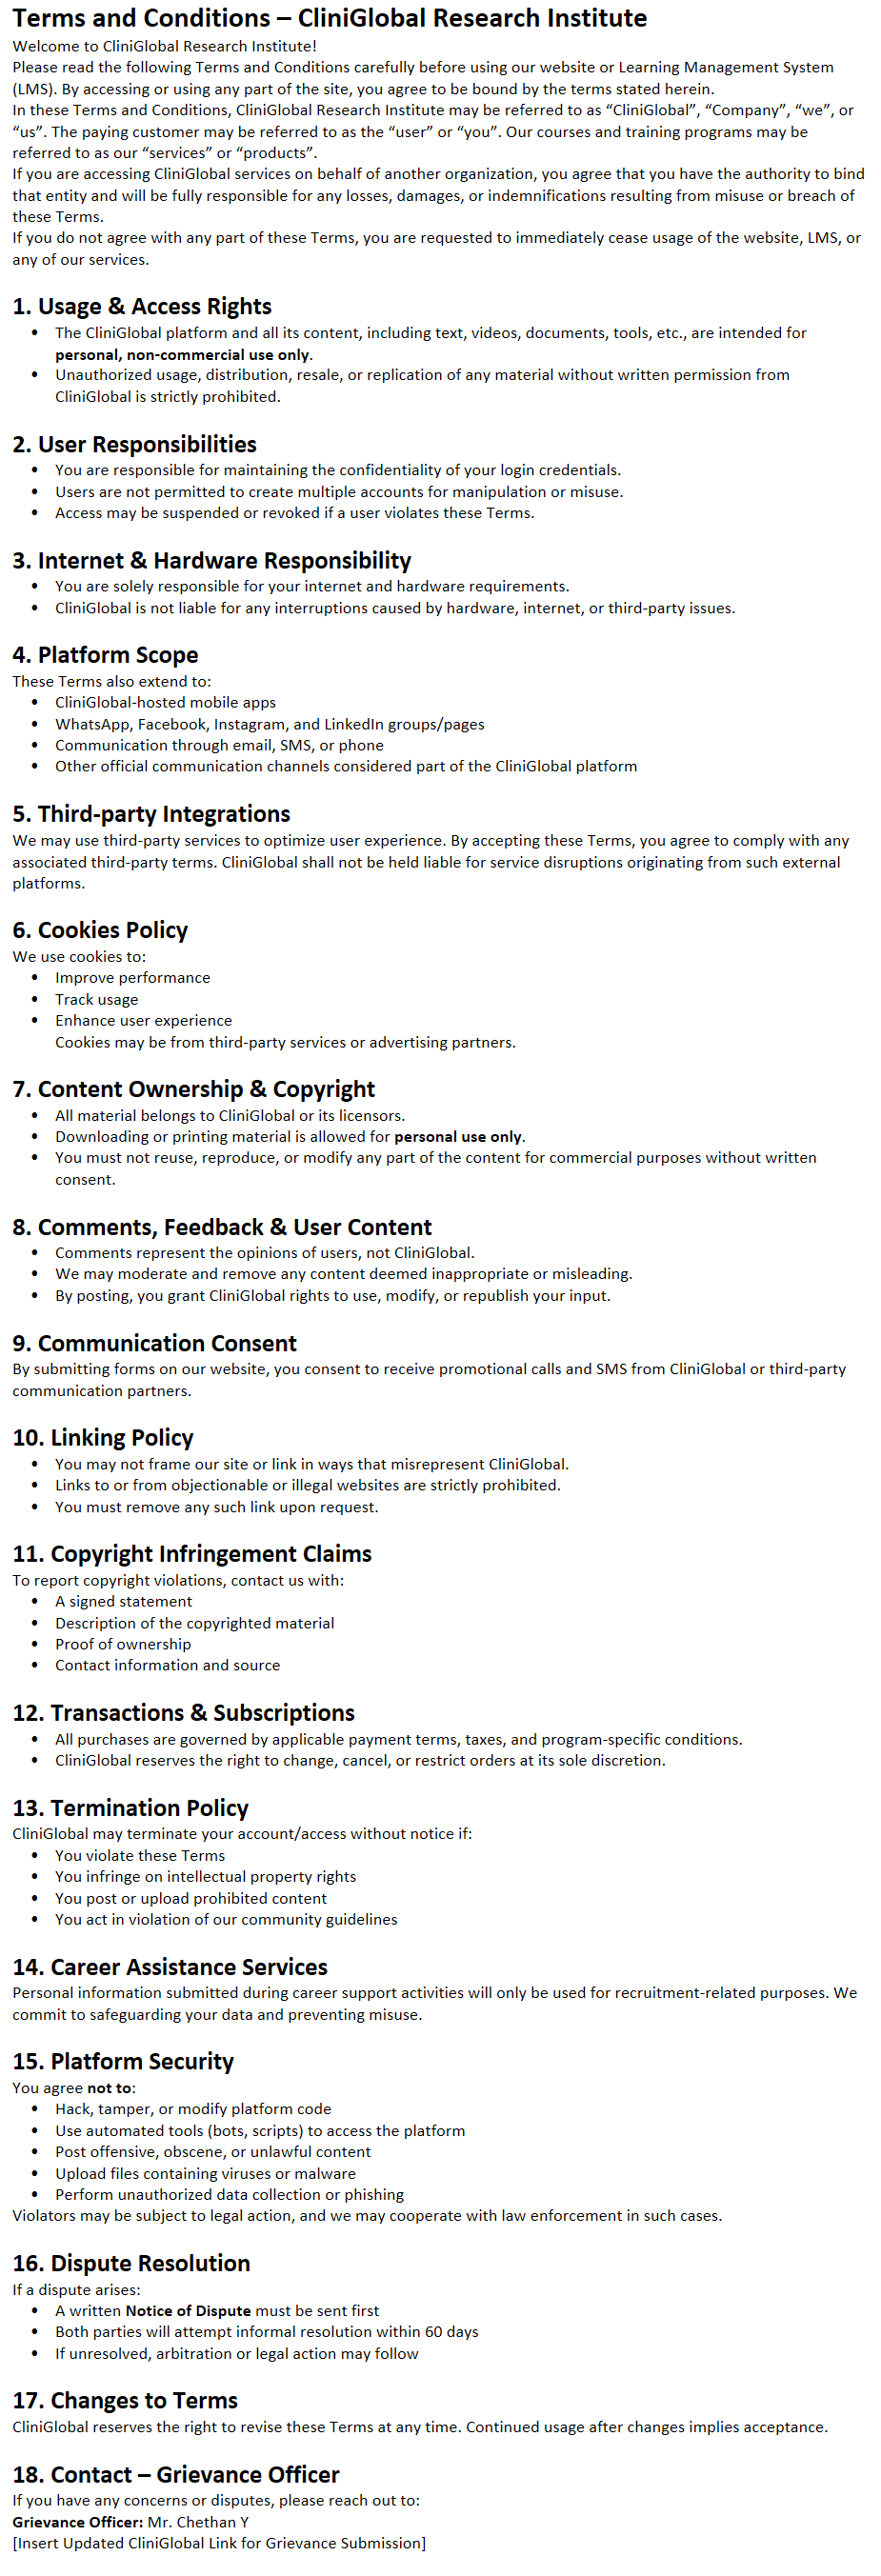 Terms and Conditions – CliniGlobal Research Institute
Welcome to CliniGlobal Research Institute!
Please read the following Terms and Conditions carefully before using our website or Learning Management System
(LMS). By accessing or using any part of the site, you agree to be bound by the terms stated herein.
In these Terms and Conditions, CliniGlobal Research Institute may be referred to as “CliniGlobal”, “Company”, “we”, or
“us”. The paying customer may be referred to as the “user” or “you”. Our courses and training programs may be
referred to as our “services” or “products”.
If you are accessing CliniGlobal services on behalf of another organization, you agree that you have the authority to bind
that entity and will be fully responsible for any losses, damages, or indemnifications resulting from misuse or breach of
these Terms.
If you do not agree with any part of these Terms, you are requested to immediately cease usage of the website, LMS, or
any of our services.
1. Usage & Access Rights
• The CliniGlobal platform and all its content, including text, videos, documents, tools, etc., are intended for
personal, non-commercial use only.
• Unauthorized usage, distribution, resale, or replication of any material without written permission from
CliniGlobal is strictly prohibited.
2. User Responsibilities
• You are responsible for maintaining the confidentiality of your login credentials.
• Users are not permitted to create multiple accounts for manipulation or misuse.
• Access may be suspended or revoked if a user violates these Terms.
3. Internet & Hardware Responsibility
• You are solely responsible for your internet and hardware requirements.
• CliniGlobal is not liable for any interruptions caused by hardware, internet, or third-party issues.
4. Platform Scope
These Terms also extend to:
• CliniGlobal-hosted mobile apps
• WhatsApp, Facebook, Instagram, and LinkedIn groups/pages
• Communication through email, SMS, or phone
• Other official communication channels considered part of the CliniGlobal platform
5. Third-party Integrations
We may use third-party services to optimize user experience. By accepting these Terms, you agree to comply with any
associated third-party terms. CliniGlobal shall not be held liable for service disruptions originating from such external
platforms.
6. Cookies Policy
We use cookies to:
• Improve performance
• Track usage
• Enhance user experience
Cookies may be from third-party services or advertising partners.
7. Content Ownership & Copyright
• All material belongs to CliniGlobal or its licensors.
• Downloading or printing material is allowed for personal use only.
• You must not reuse, reproduce, or modify any part of the content for commercial purposes without written
consent.
8. Comments, Feedback & User Content
• Comments represent the opinions of users, not CliniGlobal.
• We may moderate and remove any content deemed inappropriate or misleading.
• By posting, you grant CliniGlobal rights to use, modify, or republish your input.
9. Communication Consent
By submitting forms on our website, you consent to receive promotional calls and SMS from CliniGlobal or third-party
communication partners.
10. Linking Policy
• You may not frame our site or link in ways that misrepresent CliniGlobal.
• Links to or from objectionable or illegal websites are strictly prohibited.
• You must remove any such link upon request.
11. Copyright Infringement Claims
To report copyright violations, contact us with:
• A signed statement
• Description of the copyrighted material
• Proof of ownership
• Contact information and source
12. Transactions & Subscriptions
• All purchases are governed by applicable payment terms, taxes, and program-specific conditions.
• CliniGlobal reserves the right to change, cancel, or restrict orders at its sole discretion.
13. Termination Policy
CliniGlobal may terminate your account/access without notice if:
• You violate these Terms
• You infringe on intellectual property rights
• You post or upload prohibited content
• You act in violation of our community guidelines
14. Career Assistance Services
Personal information submitted during career support activities will only be used for recruitment-related purposes. We
commit to safeguarding your data and preventing misuse.
15. Platform Security
You agree not to:
• Hack, tamper, or modify platform code
• Use automated tools (bots, scripts) to access the platform
• Post offensive, obscene, or unlawful content
• Upload files containing viruses or malware
• Perform unauthorized data collection or phishing
Violators may be subject to legal action, and we may cooperate with law enforcement in such cases.
16. Dispute Resolution
If a dispute arises:
• A written Notice of Dispute must be sent first
• Both parties will attempt informal resolution within 60 days
• If unresolved, arbitration or legal action may follow
17. Changes to Terms
CliniGlobal reserves the right to revise these Terms at any time. Continued usage after changes implies acceptance.
18. Contact – Grievance Officer
If you have any concerns or disputes, please reach out to:
Grievance Officer: Mr. Chethan Y
[Insert Updated CliniGlobal Link for Grievance Submission]